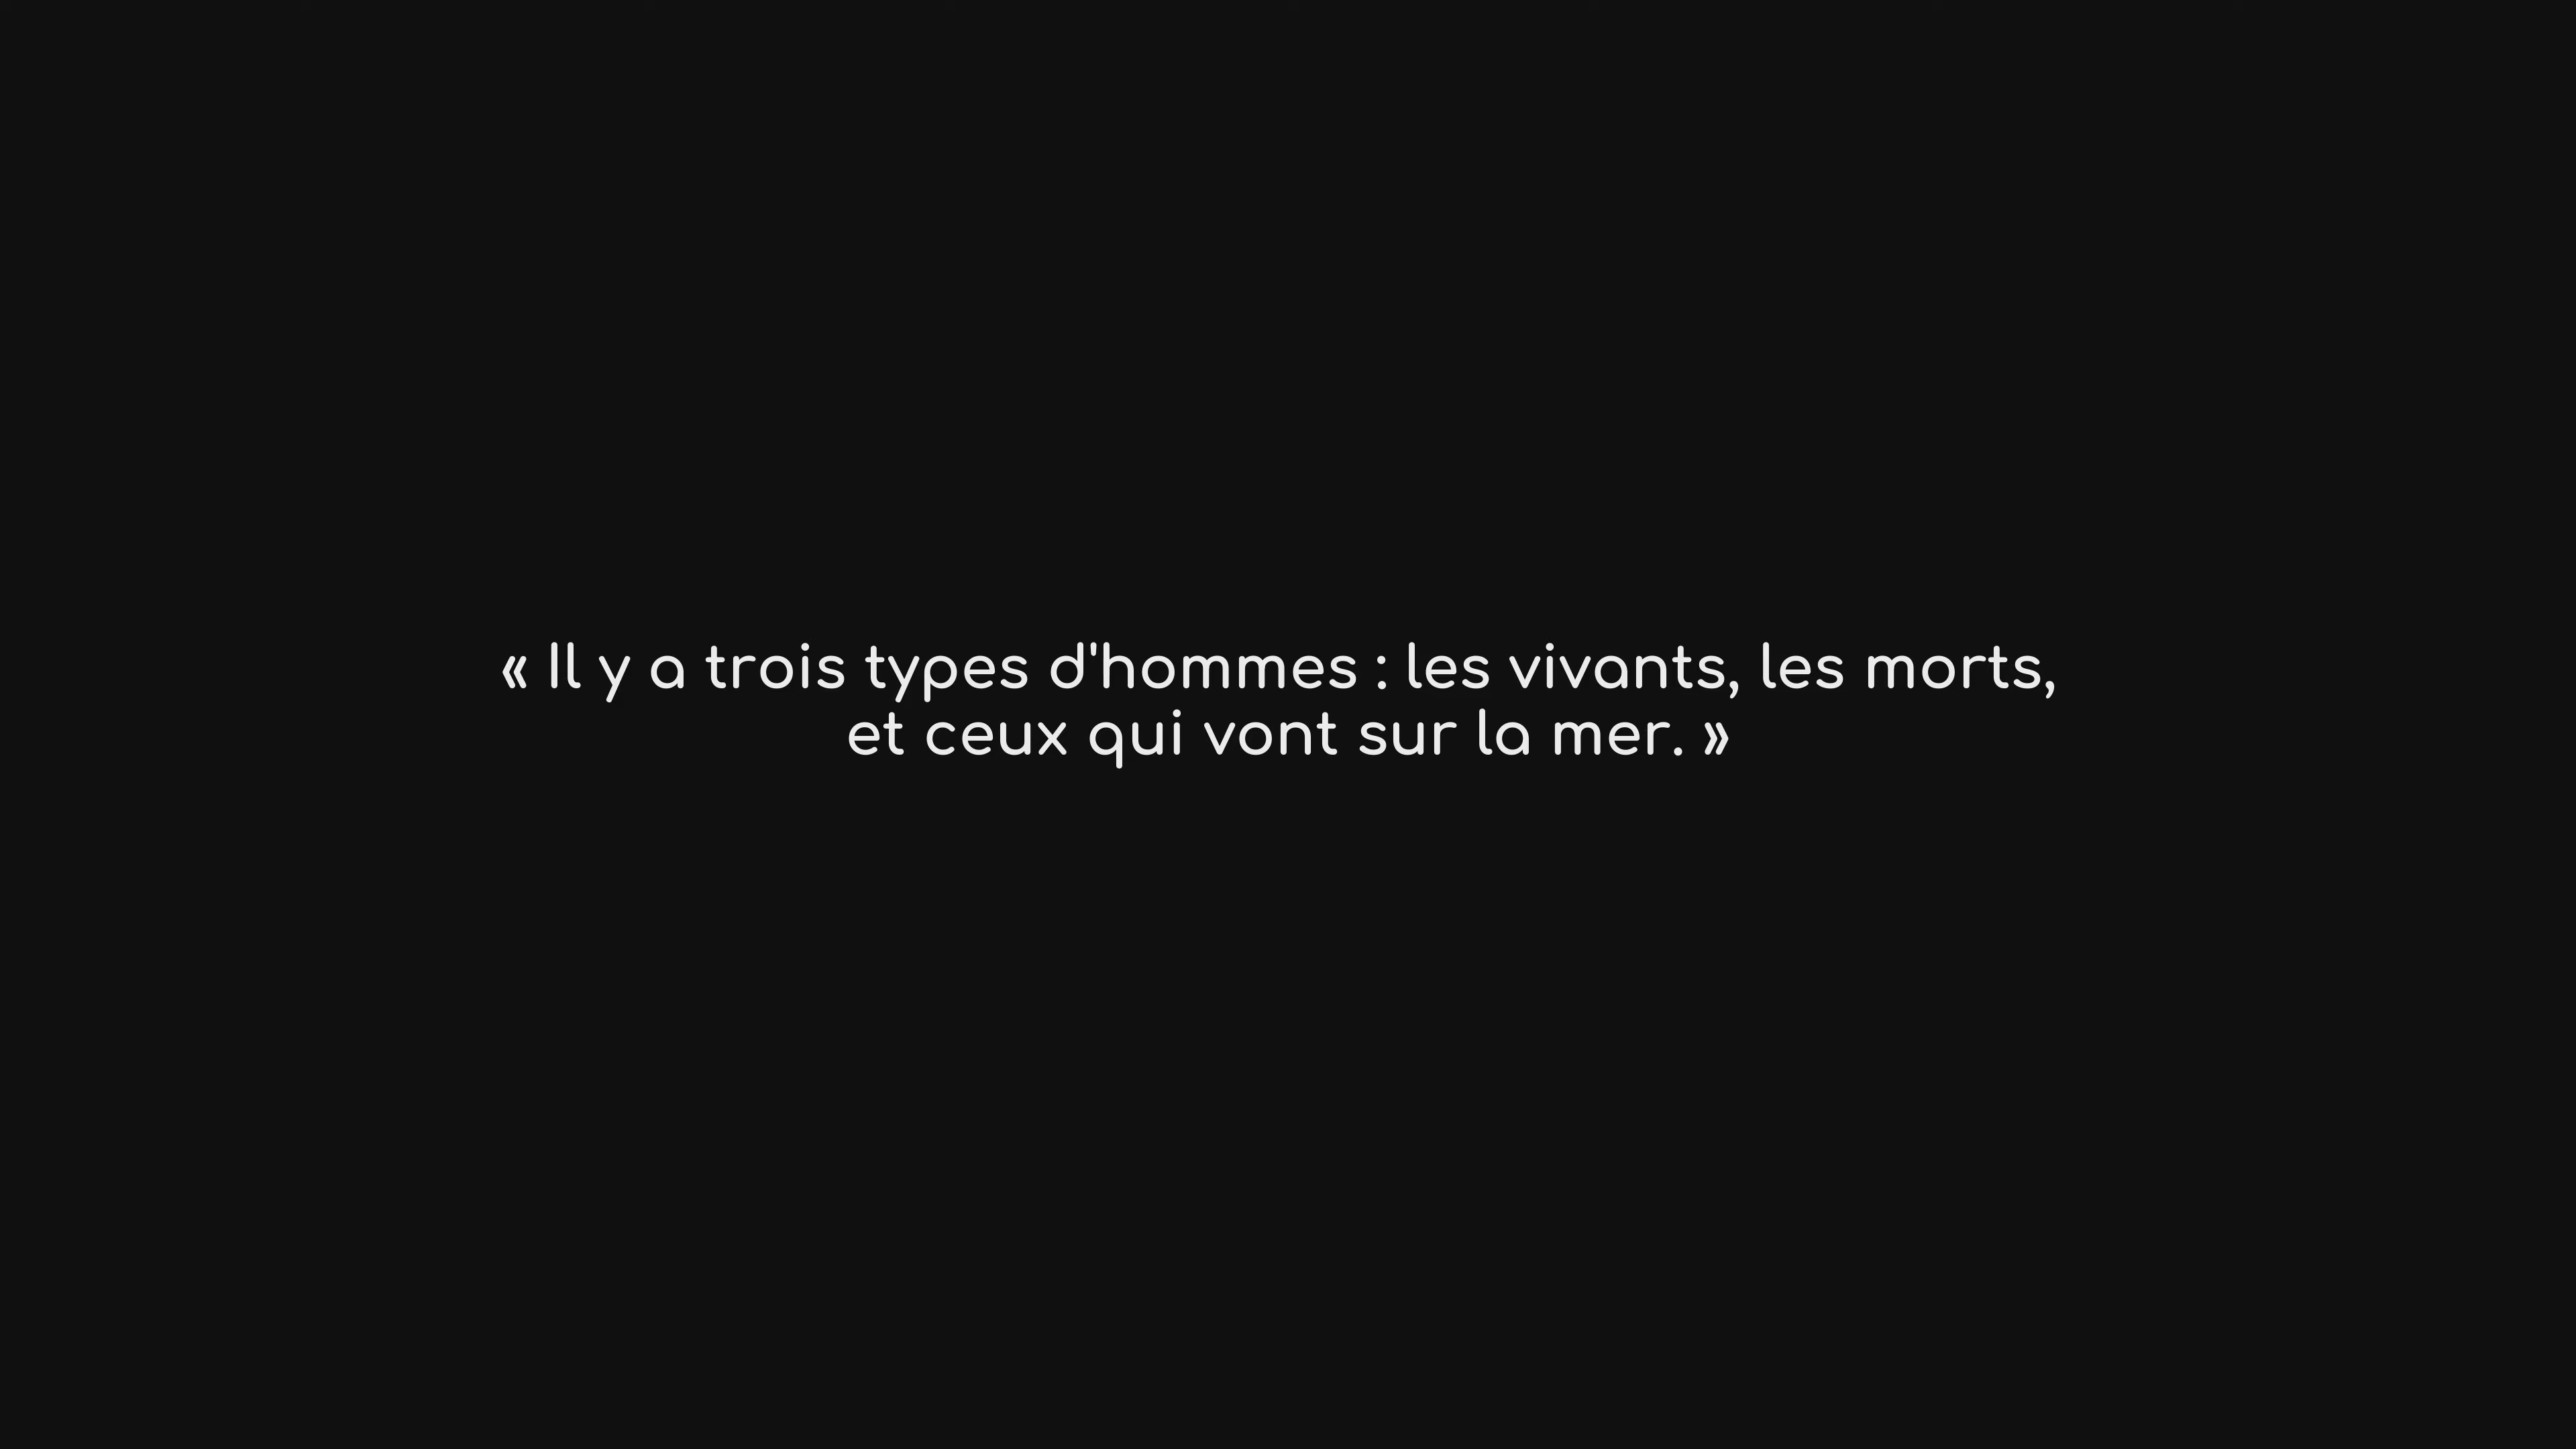 « Il y a trois types d'hommes : les vivants, les morts,
et ceux qui vont sur la mer. »